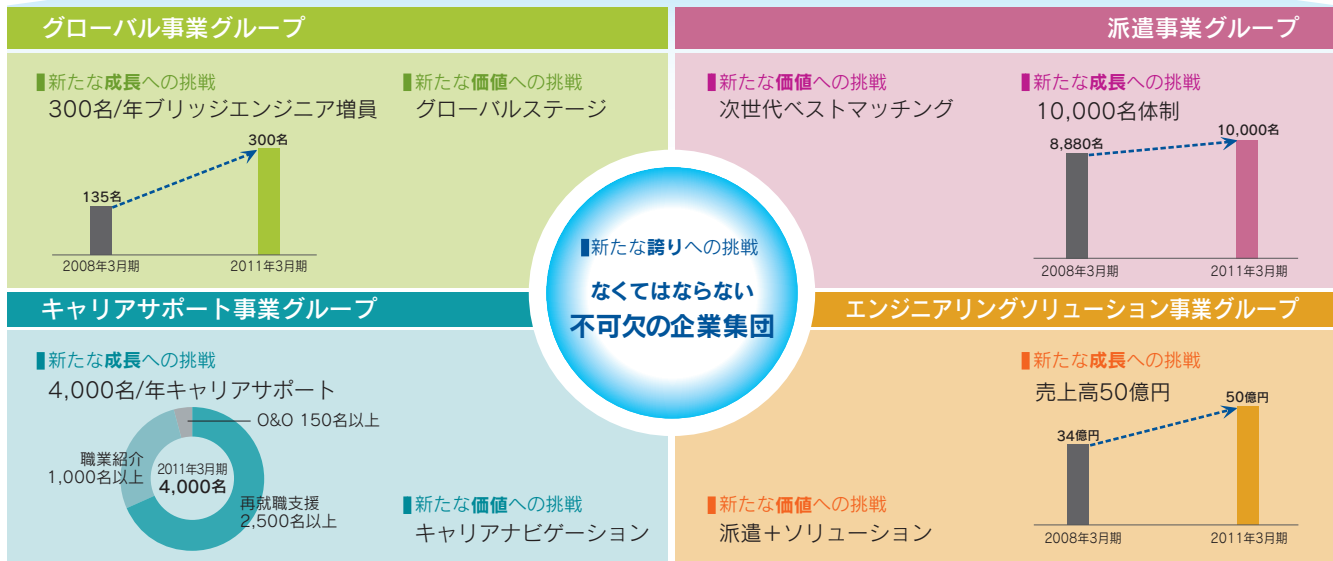 グローバル事業グループ
新たな成長への挑戦
300名/年ブリッジエンジニア増員
300名
135名
2008年3月期
2011年3月期
新たな価値への挑戦
グローバルステージ
派遣事業グループ
新たな価値への挑戦
次世代ベストマッチング
新たな成長への挑戦
10,000名体制
10,000名
8,880名
2008年3月期
2011年3月期
新たな誇りへの挑戦
なくてはならない
不可欠の企業集団
キャリアサポート事業グループ
新たな成長への挑戦
4,000名/年キャリアサポート
O&O 150名以上
職業紹介
1,000名以上
2011年3月期
4,000名
再就職支援
2,500名以上
新たな価値への挑戦
キャリアナビゲーション
エンジニアリングソリューション事業グループ
新たな価値への挑戦
派遣＋ソリューション
新たな成長への挑戦
売上高50億円
50億円
34億円
2008年3月期
2011年3月期